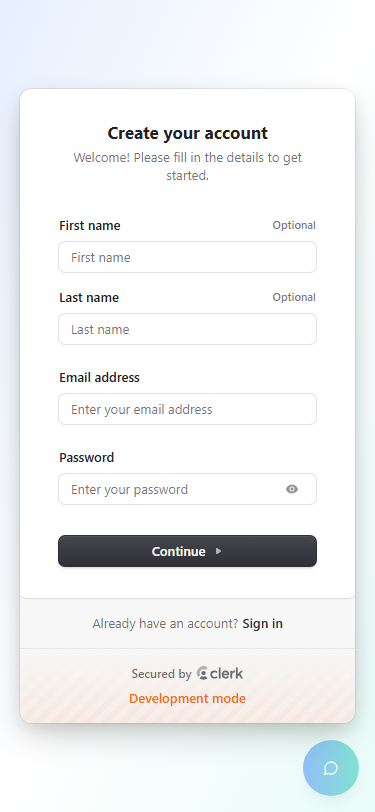 Create your account
Welcome! Please fill in the details to get
started.
First name Optional
First name
Last name Optional
Last name
Email address
Enter your email address
Password
Enter your password
Continue
Already have an account? Sign in
Secured by clerk
Development mode